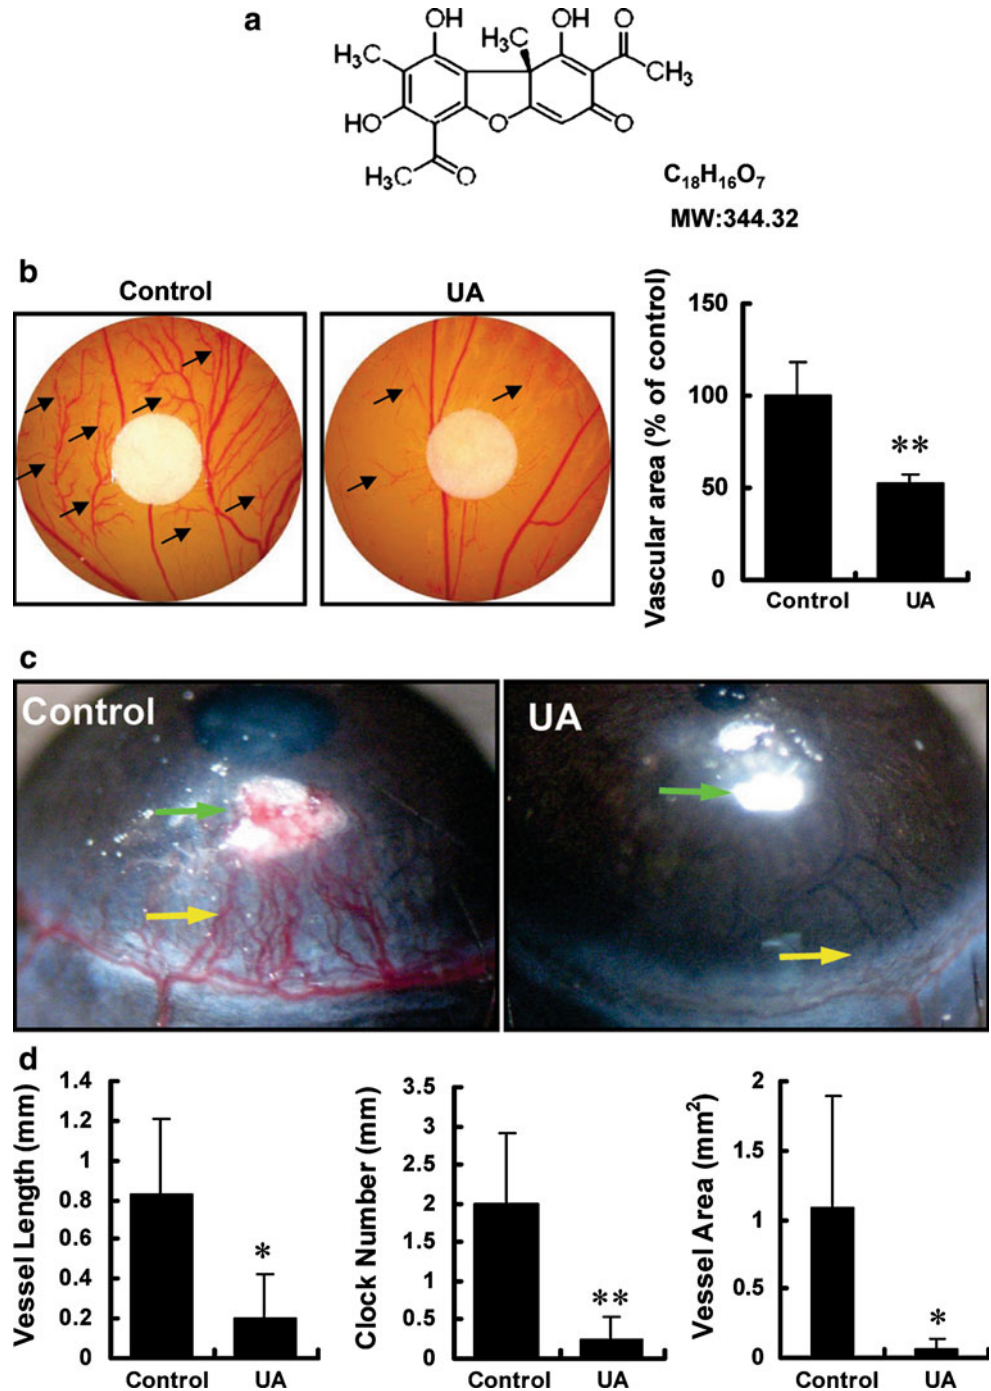 a
OH
H₃C
OH
O
H₃C
CH₃
HO
O
O
H₃C
O
C₁₈H₁₆O₇
MW:344.32
b
Control
UA
Vascular area (% of control)
150
100
50
0
**
Control
UA
c
Control
UA
d
Vessel Length (mm)
1.4
1.2
1
0.8
0.6
0.4
0.2
0
*
Control
UA
Clock Number (mm)
3.5
3
2.5
2
1.5
1
0.5
0
**
Control
UA
Vessel Area (mm²)
2
1.5
1
0.5
0
*
Control
UA